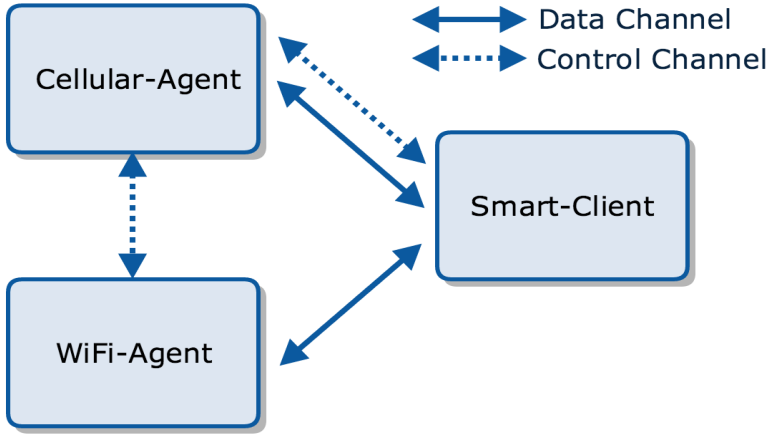 Data Channel
Control Channel
Cellular-Agent
Smart-Client
WiFi-Agent